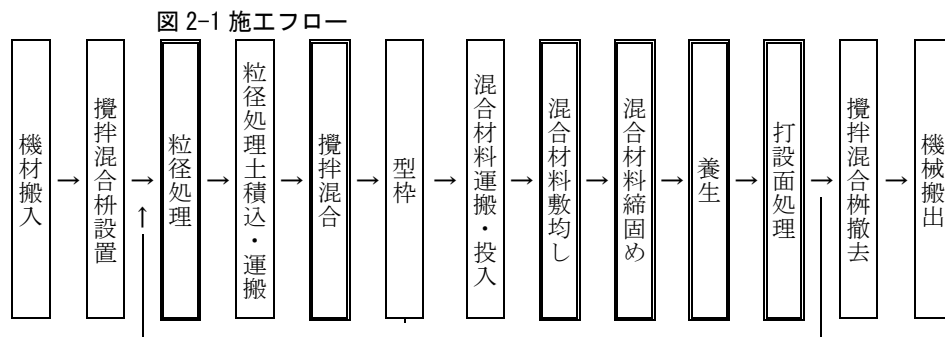 図 2-1 施工フロー
機材搬入
→
攪拌混合枡設置
→
↑
粒径処理
→
粒径処理土積込・運搬
→
攪拌混合
→
型枠
→
混合材料運搬・投入
→
混合材料敷均し
→
混合材料締固め
→
養生
→
打設面処理
→
攪拌混合桝撤去
→
機械搬出